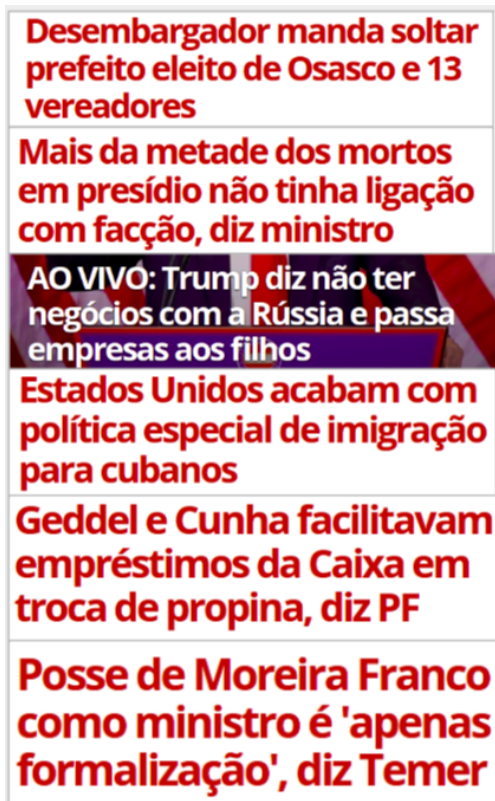 Desembargador manda soltar
prefeito eleito de Osasco e 13
vereadores
Mais da metade dos mortos
em presídio não tinha ligação
com facção, diz ministro
AO VIVO: Trump diz não ter
negócios com a Rússia e passa
empresas aos filhos
Estados Unidos acabam com
política especial de imigração
para cubanos
Geddel e Cunha facilitavam
empréstimos da Caixa em
troca de propina, diz PF
Posse de Moreira Franco
como ministro é 'apenas
formalização', diz Temer